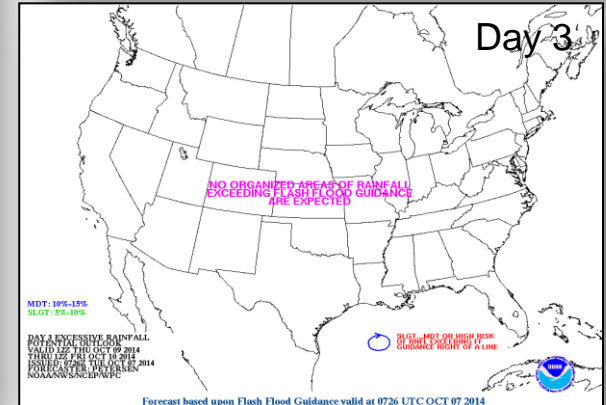 Day 3
NO ORGANIZED AREAS OF RAINFALL
EXCEEDING FLASH FLOOD GUIDANCE
ARE EXPECTED
MDT: 10%-15%
SLGT: 5%-10%
DAY 3 EXCESSIVE RAINFALL
POTENTIAL OUTLOOK
VALID 12Z THU OCT 09 2014
THRU 12Z FRI OCT 10 2014
ISSUED: 0726Z TUE OCT 07 2014
FORECASTER: PETERSEN
NOAA/NWS/NCEP/WPC
SLGT...MDT OR HIGH RISK
OF RNFL EXCEEDING FF
GUIDANCE RIGHT OF A LINE
NOAA
Forecast based upon Flash Flood Guidance valid at 0726 UTC OCT 07 2014